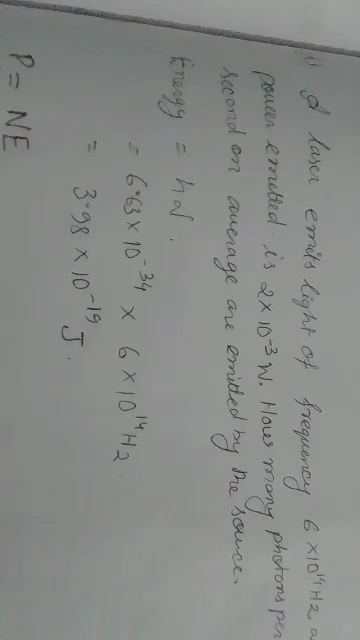 1) A laser emits light of frequency 6 × 10¹⁴ Hz a
power emitted is 2 × 10⁻³ W. How many photons per
second on average are emitted by the source.
Energy = hν.
= 6.63 × 10⁻³⁴ × 6 × 10¹⁴ Hz.
= 3.98 × 10⁻¹⁹ J.
P = NE